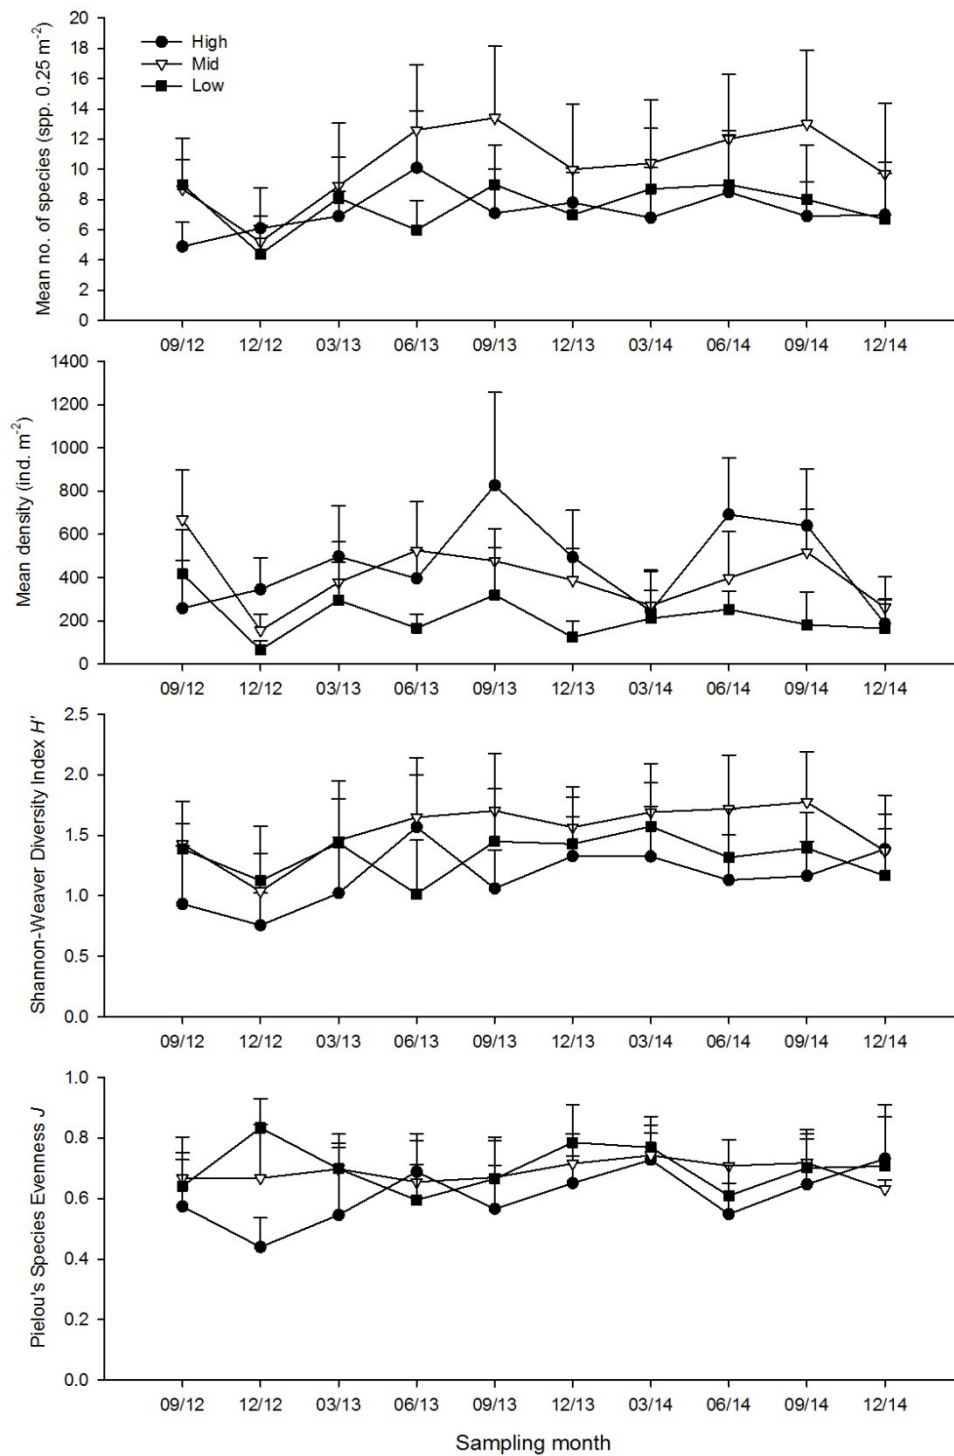 Mean no. of species (spp. 0.25 m⁻²)
20
18
16
14
12
10
8
6
4
2
0
High
Mid
Low
09/12 12/12 03/13 06/13 09/13 12/13 03/14 06/14 09/14 12/14
Mean density (ind. m⁻²)
1400
1200
1000
800
600
400
200
0
09/12 12/12 03/13 06/13 09/13 12/13 03/14 06/14 09/14 12/14
Shannon-Weaver Diversity Index H'
2.5
2.0
1.5
1.0
0.5
0.0
09/12 12/12 03/13 06/13 09/13 12/13 03/14 06/14 09/14 12/14
Pielou's Species Evenness J
1.0
0.8
0.6
0.4
0.2
0.0
09/12 12/12 03/13 06/13 09/13 12/13 03/14 06/14 09/14 12/14
Sampling month